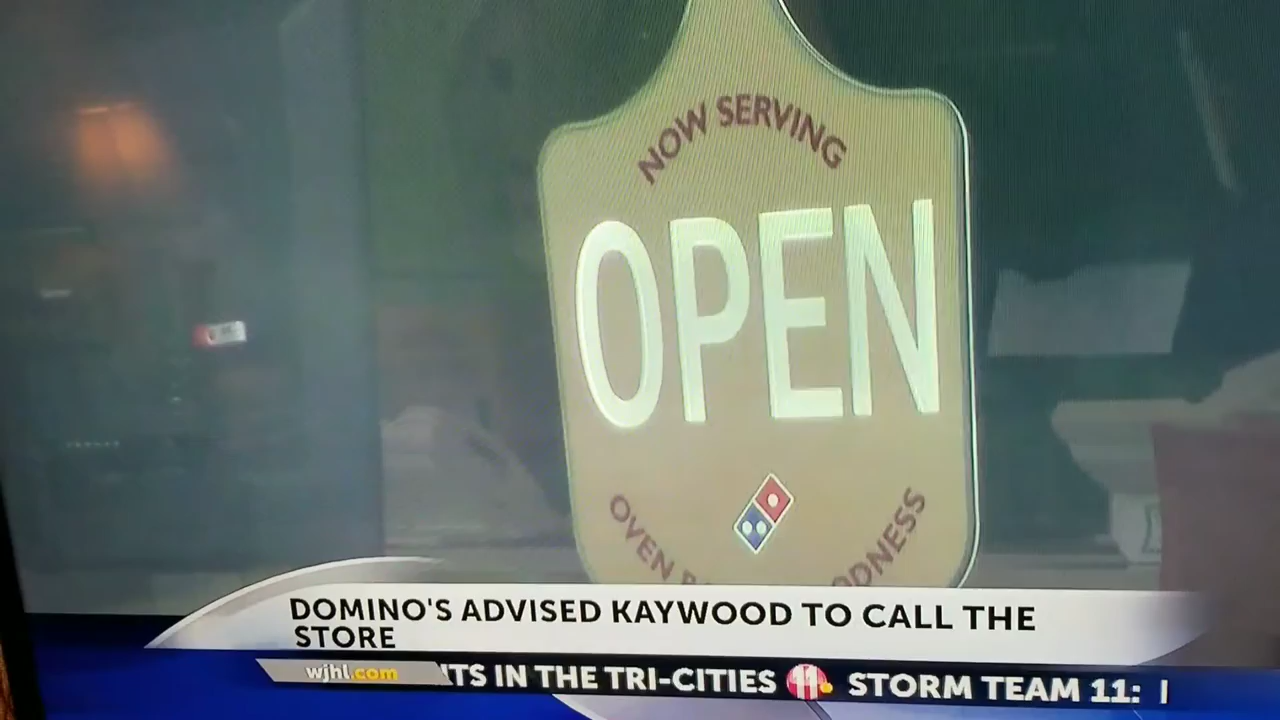 NOW SERVING
OPEN
OVEN
DOMINO'S ADVISED KAYWOOD TO CALL THE
STORE
wjhl.com
IN THE TRI-CITIES 11 STORM TEAM 11: